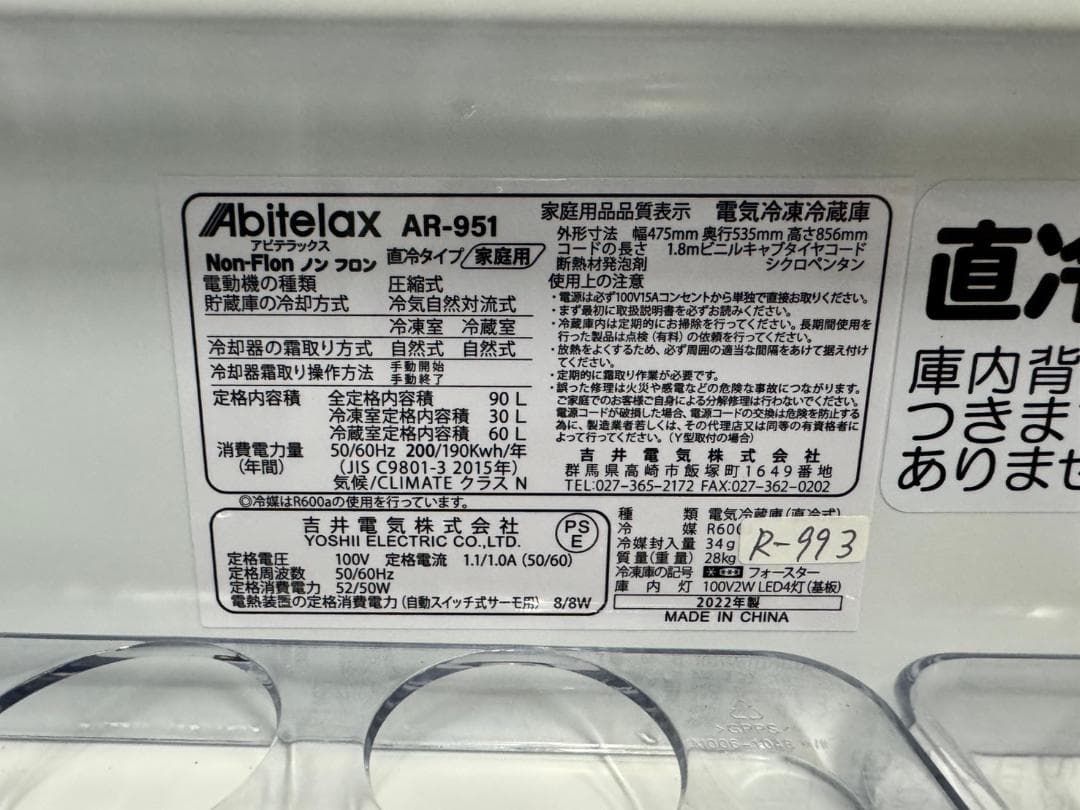 Abitelax AR-951
アビテラックス
Non-Flon ノン フロン 直冷タイプ/家庭用
電動機の種類 圧縮式
貯蔵庫の冷却方式 冷気自然対流式
冷凍室 冷蔵室
冷却器の霜取り方式 自然式 自然式
冷却器霜取り操作方法 手動開始
手動終了
定格内容積 全定格内容積 90 L
冷凍室定格内容積 30 L
冷蔵室定格内容積 60 L
消費電力量 50/60Hz 200/190Kwh/年
(年間) (JIS C9801-3 2015年)
気候/CLIMATE クラス N
家庭用品品質表示 電気冷凍冷蔵庫
外形寸法 幅475mm 奥行535mm 高さ856mm
コードの長さ 1.8mビニルキャブタイヤコード
断熱材発泡剤 シクロペンタン
使用上の注意
・電源は必ず100V15Aコンセントから単独で直接お取りください。
・まず最初に取扱説明書を必ずお読みください。
・冷蔵庫内は定期的にお掃除を行ってください。長期間使用を
行った製品は点検(有料)の依頼を行ってください。
・放熱をよくするため、必ず周囲の適当な間隔をあけて据え付け
てください。
・定期的に霜取り作業が必要です。
・誤った修理は火災や感電などの危険な事故につながります。
ご家庭でのお客様ご自身による分解修理は行わないでください。
電源コードが破損した場合、電源コードの交換は危険を防止する
為に、製造業者若しくは、その代理店又は同等の有資格者に
よって行ってください。(Y型取付の場合)
吉井電気株式会社
群馬県高崎市飯塚町1649番地
TEL:027-365-2172 FAX:027-362-0202
◎冷媒はR600aの使用を行っています。
吉井電気株式会社
YOSHII ELECTRIC CO.,LTD.
PS
E
定格電圧 100V 定格電流 1.1/1.0A (50/60)
定格周波数 50/60Hz
定格消費電力 52/50W
電熱装置の定格消費電力(自動スイッチ式サーモ用) 8/8W
種類 電気冷蔵庫(直冷式)
冷媒 R600
冷媒封入量 34g
質量(重量) 28kg
R-993
冷凍庫の記号 フォースター
庫内灯 100V2W LED4灯(基板)
2022年製
MADE IN CHINA
直冷
庫内背
つきま
ありませ
>GPPS<